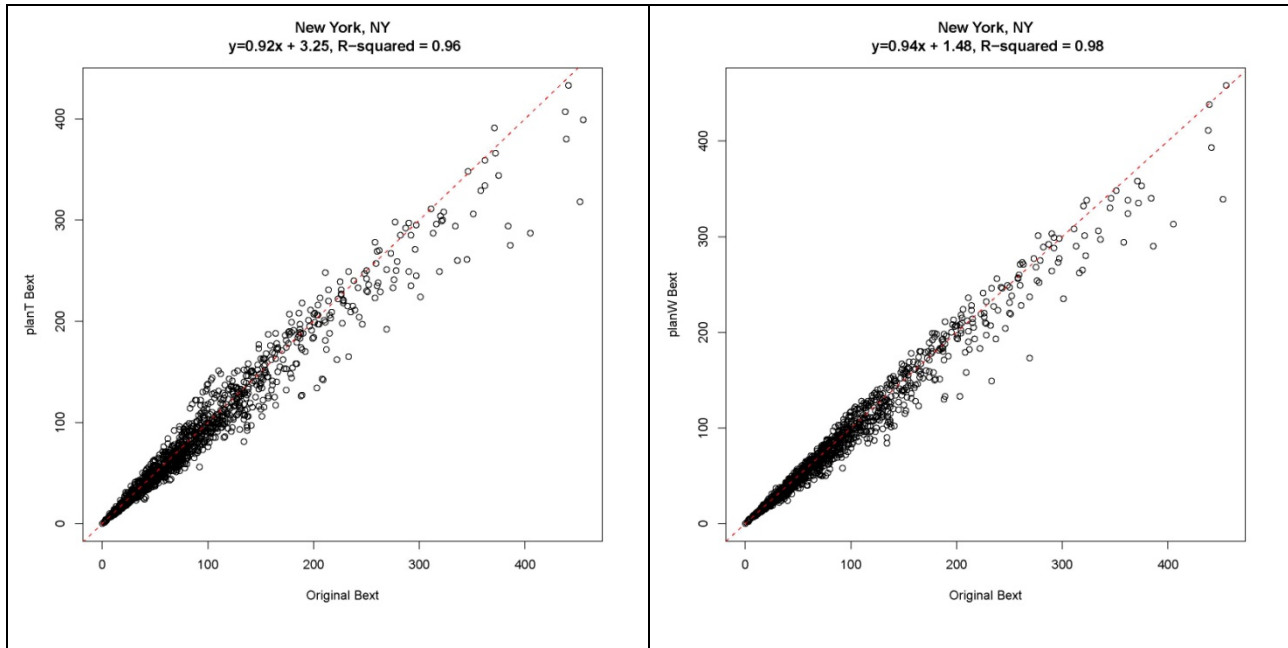 New York, NY
y=0.92x + 3.25, R-squared = 0.96
planT Bext
400
300
200
100
0
0 100 200 300 400
Original Bext
New York, NY
y=0.94x + 1.48, R-squared = 0.98
planW Bext
400
300
200
100
0
0 100 200 300 400
Original Bext